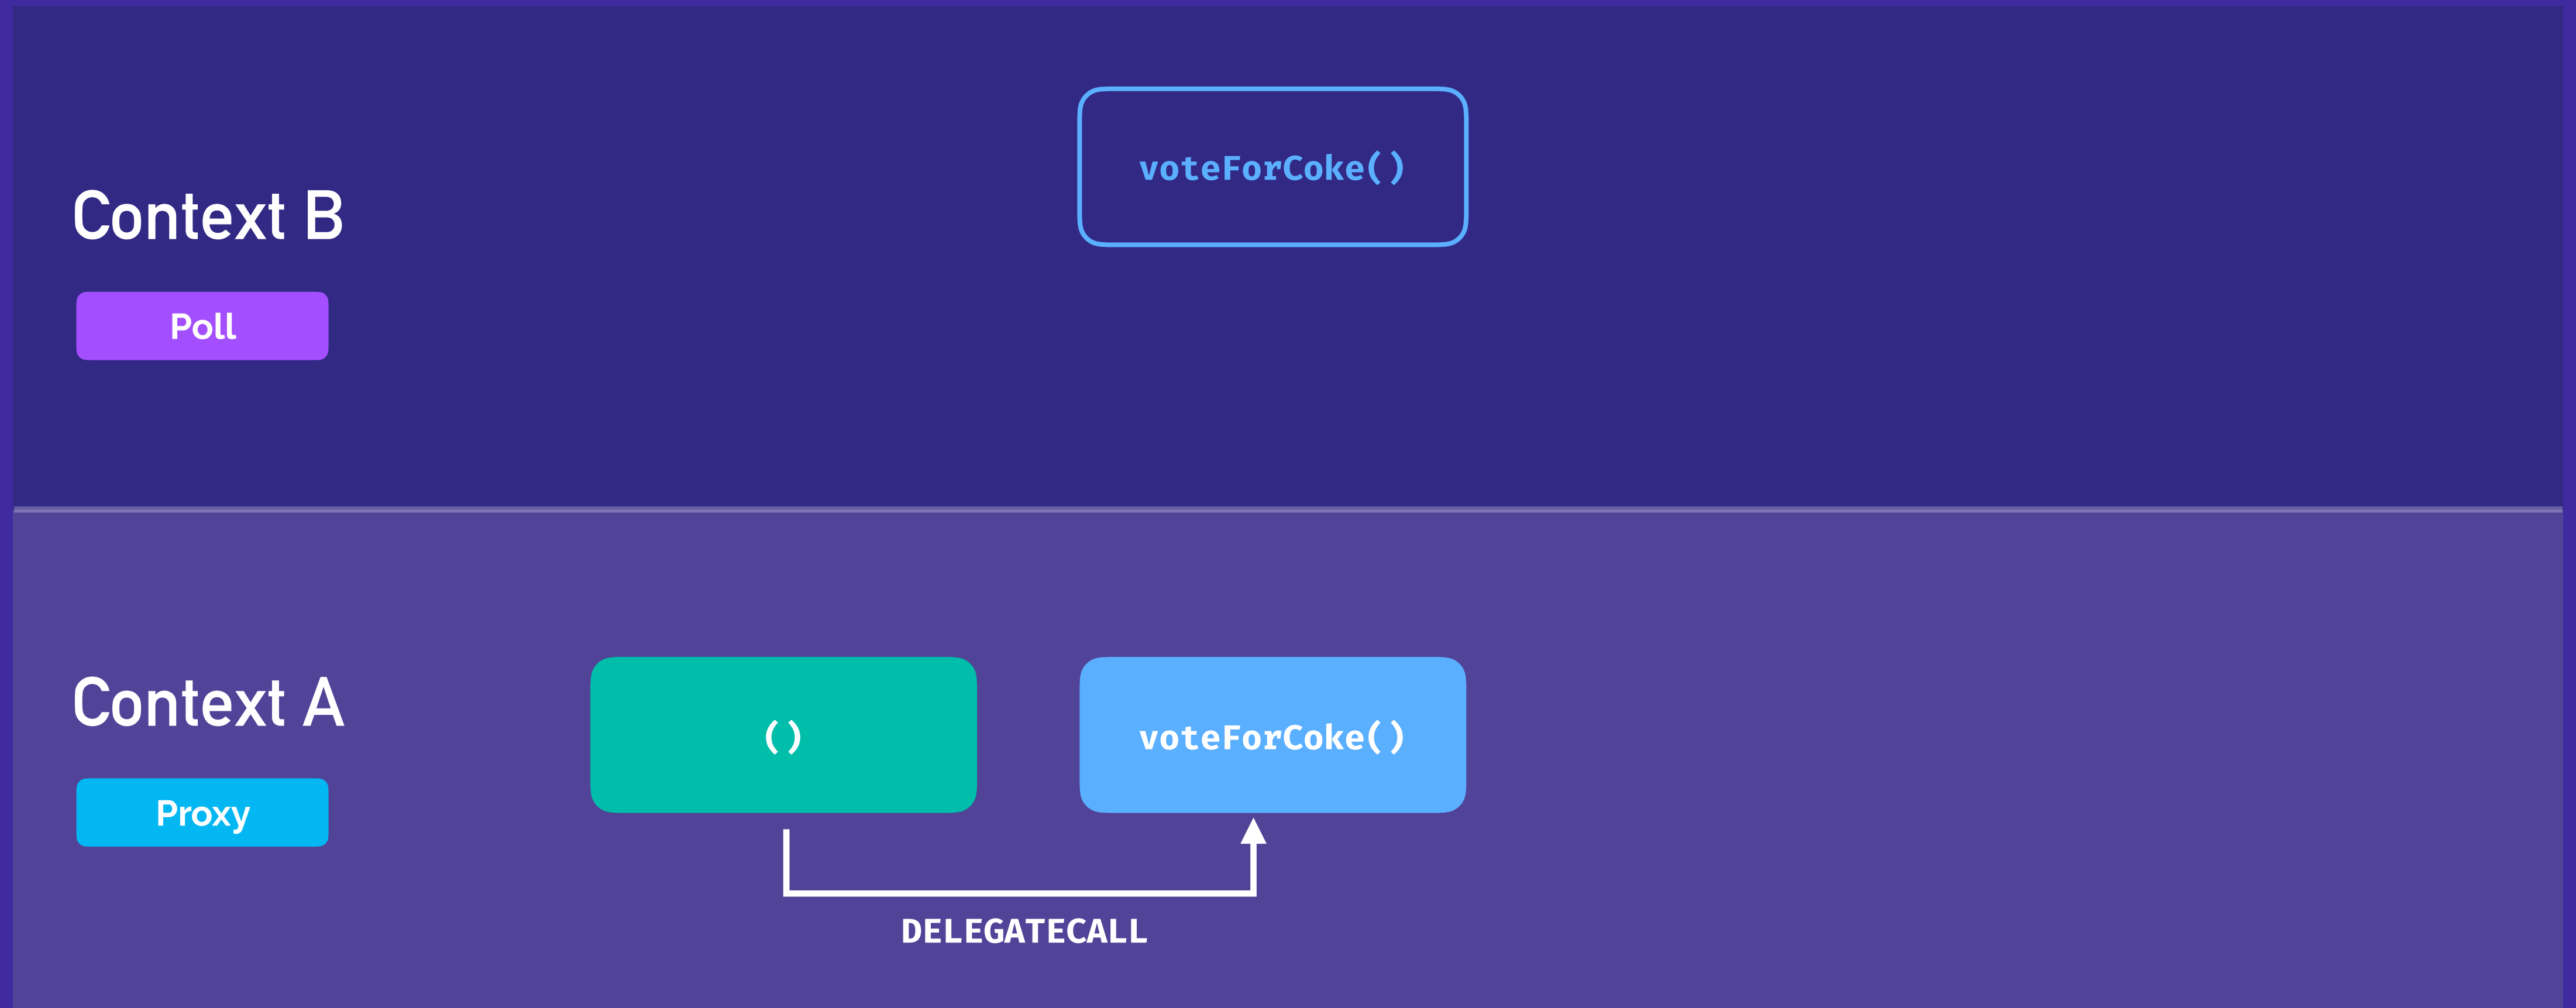 voteForCoke()
Context B
Poll
Context A
()
voteForCoke()
Proxy
DELEGATECALL